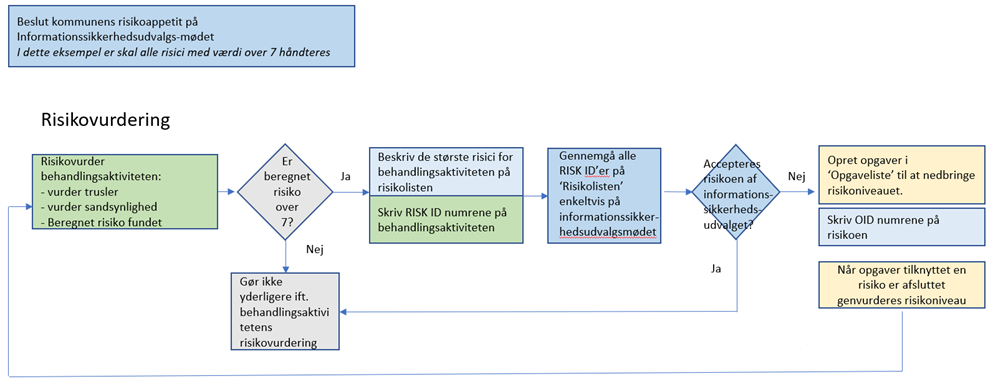 Beslut kommunens risikoappetit på
Informationssikkerhedsudvalgs-mødet
I dette eksempel er skal alle risici med værdi over 7 håndteres
Risikovurdering
Risikovurder
behandlingsaktiviteten:
- vurder trusler
- vurder sandsynlighed
- Beregnet risiko fundet
Er
beregnet
risiko
over
7?
Ja
Nej
Beskriv de største risici for
behandlingsaktiviteten på
risikolisten
Skriv RISK ID numrene på
behandlingsaktiviteten
Gennemgå alle
RISK ID’er på
‘Risikolisten’
enkeltvis på
informationssikker-
hedsudvalgsmødet
Accepteres
risikoen af
informations-
sikkerheds-
udvalget?
Nej
Ja
Opret opgaver i
‘Opgaveliste’ til at nedbringe
risikoniveauet.
Skriv OID numrene på
risikoen
Når opgaver tilknyttet en
risiko er afsluttet
genvurderes risikoniveau
Gør ikke
yderligere ift.
behandlingsaktivi
tetens
risikovurdering